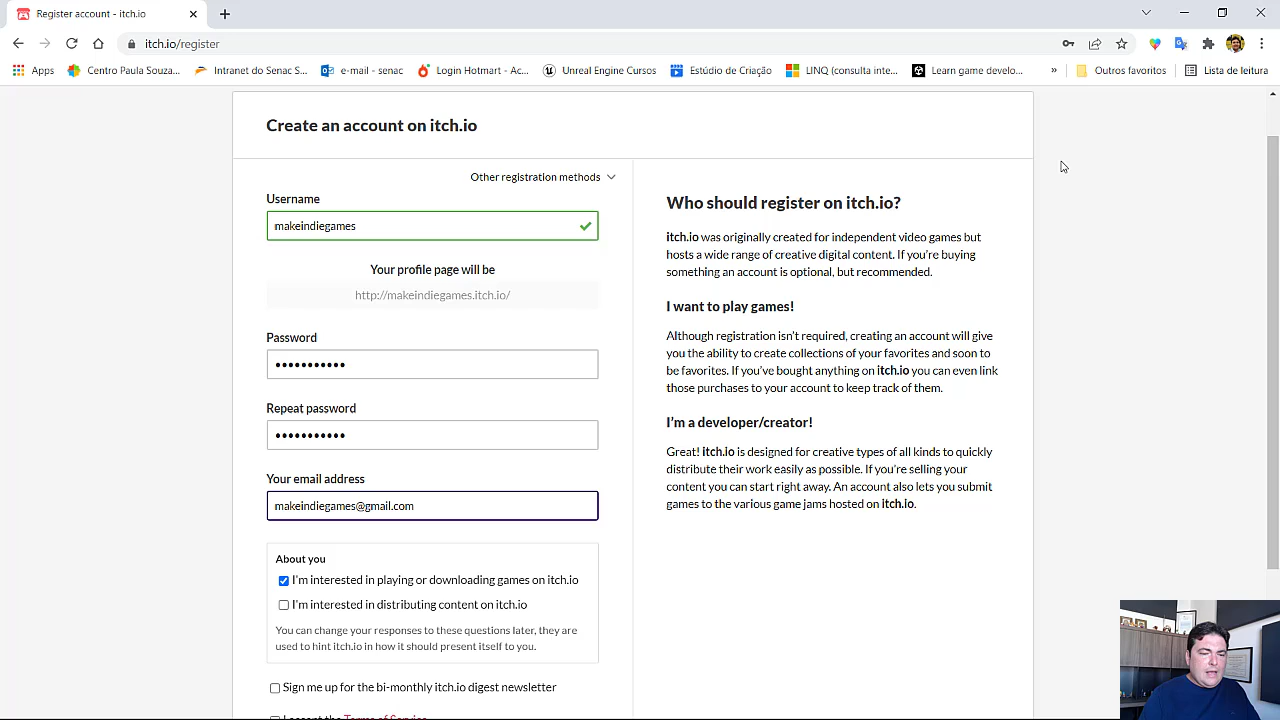 Register account - itch.io
itch.io/register
Apps
Centro Paula Souza...
Intranet do Senac S...
e-mail - senac
Login Hotmart - Ac...
Unreal Engine Cursos
Estúdio de Criação
LINQ (consulta inte...
Learn game develo...
»
Outros favoritos
Lista de leitura
Create an account on itch.io
Other registration methods
Username
makeindiegames
Your profile page will be
http://makeindiegames.itch.io/
Password
•••••••••••
Repeat password
•••••••••••
Your email address
makeindiegames@gmail.com
About you
I'm interested in playing or downloading games on itch.io
I'm interested in distributing content on itch.io
You can change your responses to these questions later, they are
used to hint itch.io in how it should present itself to you.
Sign me up for the bi-monthly itch.io digest newsletter
I accept the Terms of Service
Who should register on itch.io?
itch.io was originally created for independent video games but
hosts a wide range of creative digital content. If you're buying
something an account is optional, but recommended.
I want to play games!
Although registration isn't required, creating an account will give
you the ability to create collections of your favorites and soon to
be favorites. If you've bought anything on itch.io you can even link
those purchases to your account to keep track of them.
I'm a developer/creator!
Great! itch.io is designed for creative types of all kinds to quickly
distribute their work easily as possible. If you're selling your
content you can start right away. An account also lets you submit
games to the various game jams hosted on itch.io.